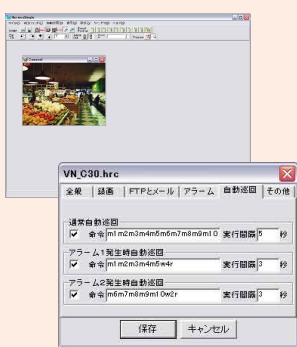 VN_C30.hrc
全般
録画
FTPとメール
アラーム
自動巡回
その他
通常自動巡回
命令 m1m2m3m4m5m6m7m8m9m10 実行間隔 5 秒
アラーム1発生時自動巡回
命令 m1m2m3m4m5w4r 実行間隔 3 秒
アラーム2発生時自動巡回
命令 m6m7m8m9m10w2r 実行間隔 3 秒
保存
キャンセル